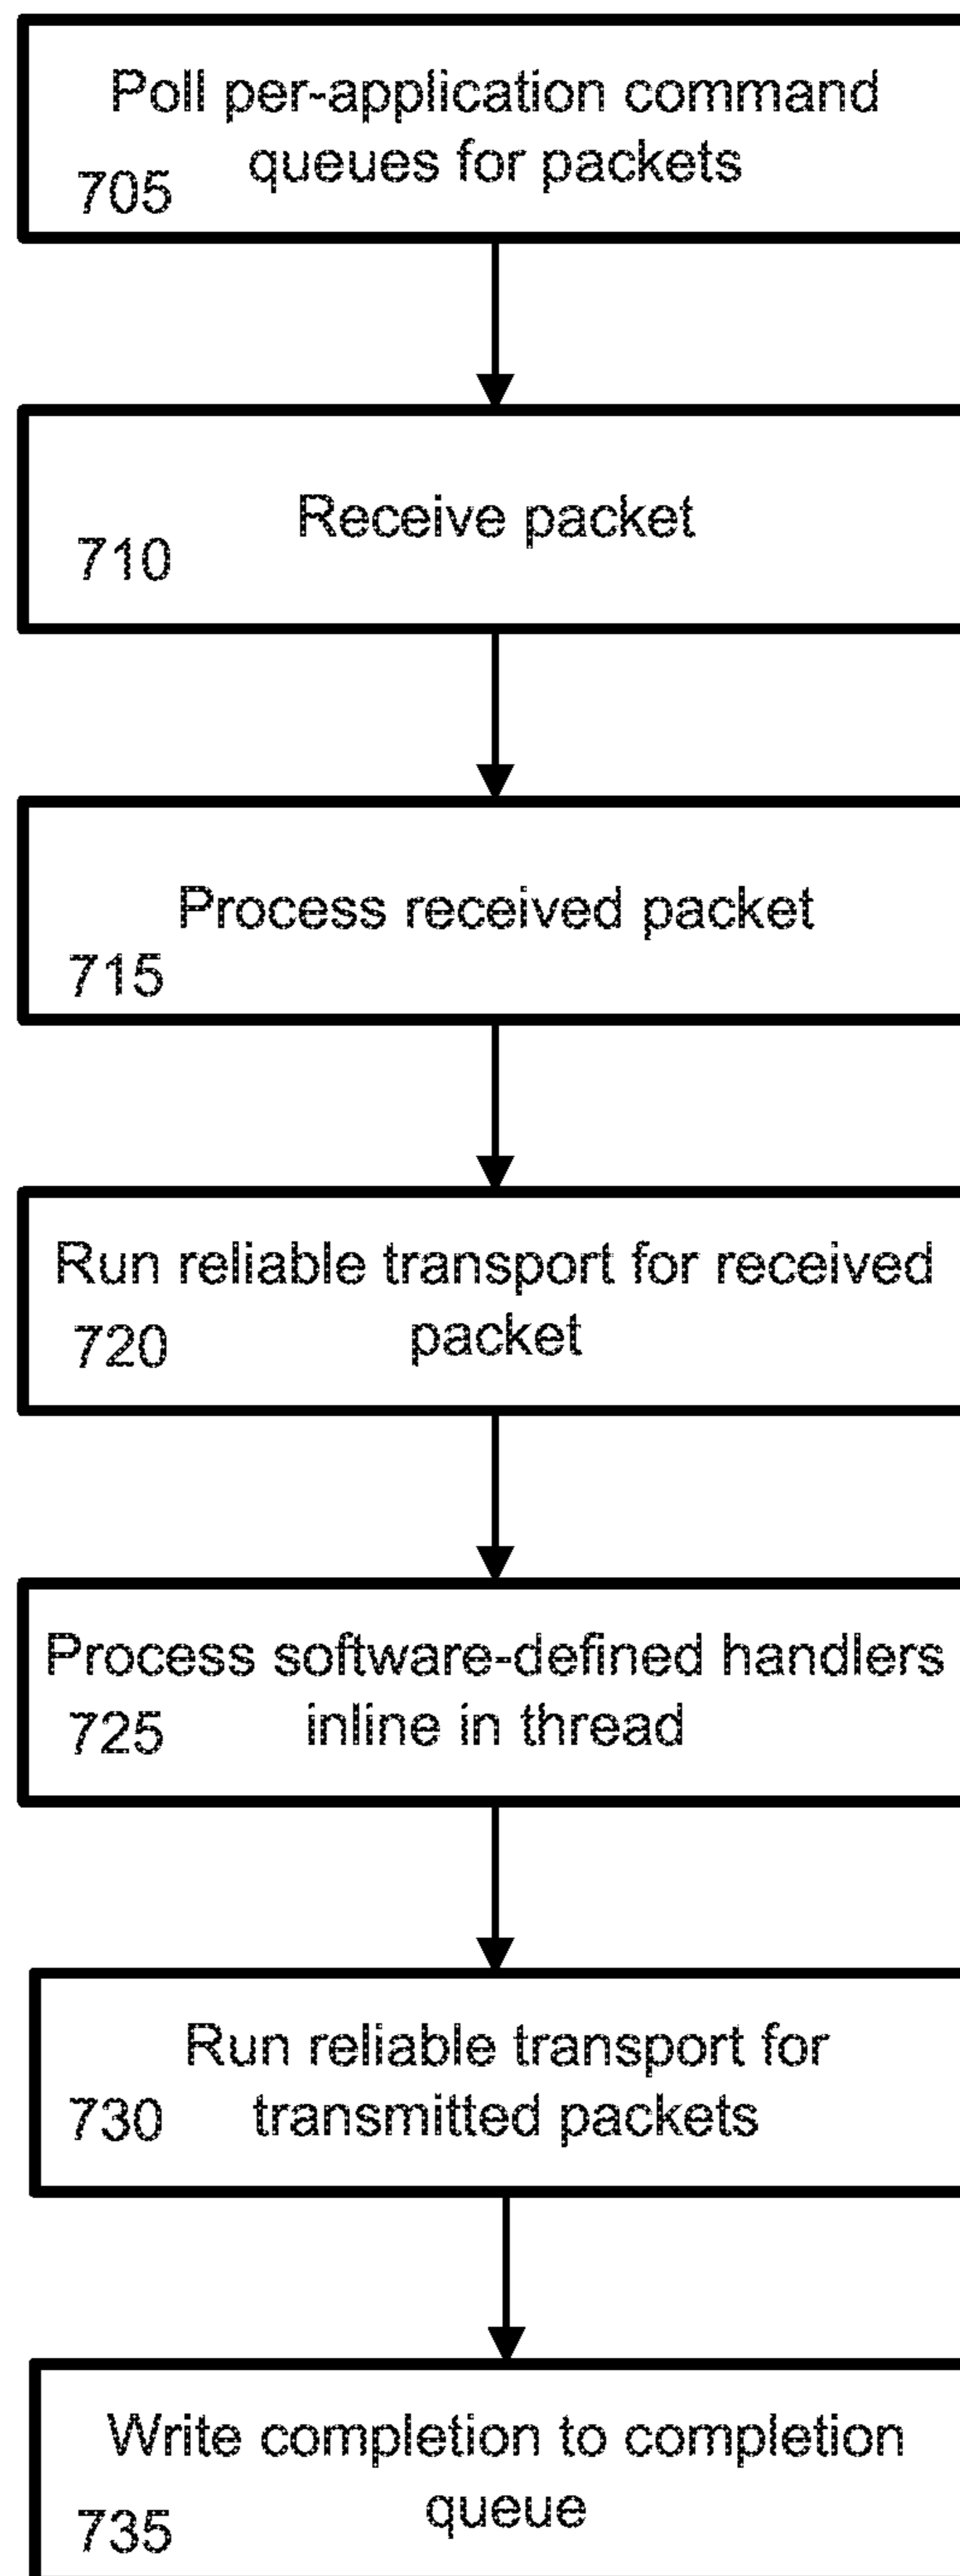 Poll per-application command
queues for packets
705
Receive packet
710
Process received packet
715
Run reliable transport for received
packet
720
Process software-defined handlers
inline in thread
725
Run reliable transport for
transmitted packets
730
Write completion to completion
queue
735